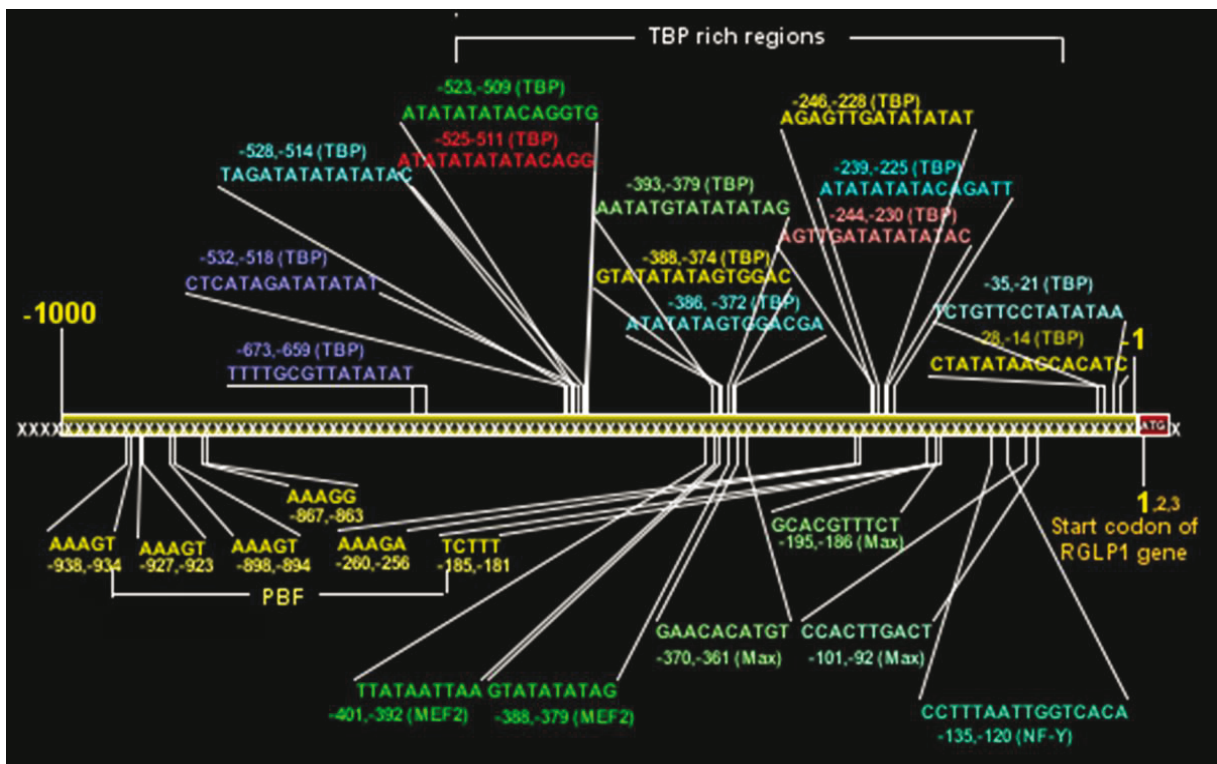 TBP rich regions
-523,-509 (TBP)
ATATATATACAGGTG
-525-511 (TBP)
ATATATATATACAGG
-528,-514 (TBP)
TAGATATATATATAC
-532,-518 (TBP)
CTCATAGATATATAT
-673,-659 (TBP)
TTTTGCGTTATATAT
-393,-379 (TBP)
AATATGTATATATAG
-388,-374 (TBP)
GTATATATAGTGGAC
-386, -372 (TBP)
ATATATAGTGGACGA
-246,-228 (TBP)
AGAGTTGATATATAT
-239,-225 (TBP)
ATATATATACAGATT
-244,-230 (TBP)
AGTTGATATATATAC
-35,-21 (TBP)
TCTGTTCCTATATAA
-28,-14 (TBP)
CTATATAAGCACATC
-1000
-1
ATG
1,2,3
Start codon of
RGLP1 gene
AAAGT
-938,-934
AAAGT
-927,-923
AAAGT
-898,-894
AAAGG
-867,-863
AAAGA
-260,-256
TCTTT
-185,-181
PBF
GCACGTTTCT
-195,-186 (Max)
GAACACATGT
-370,-361 (Max)
CCACTTGACT
-101,-92 (Max)
TTATAATTAA GTATATATAG
-401,-392 (MEF2)
-388,-379 (MEF2)
CCTTTAATTGGTCACA
-135,-120 (NF-Y)